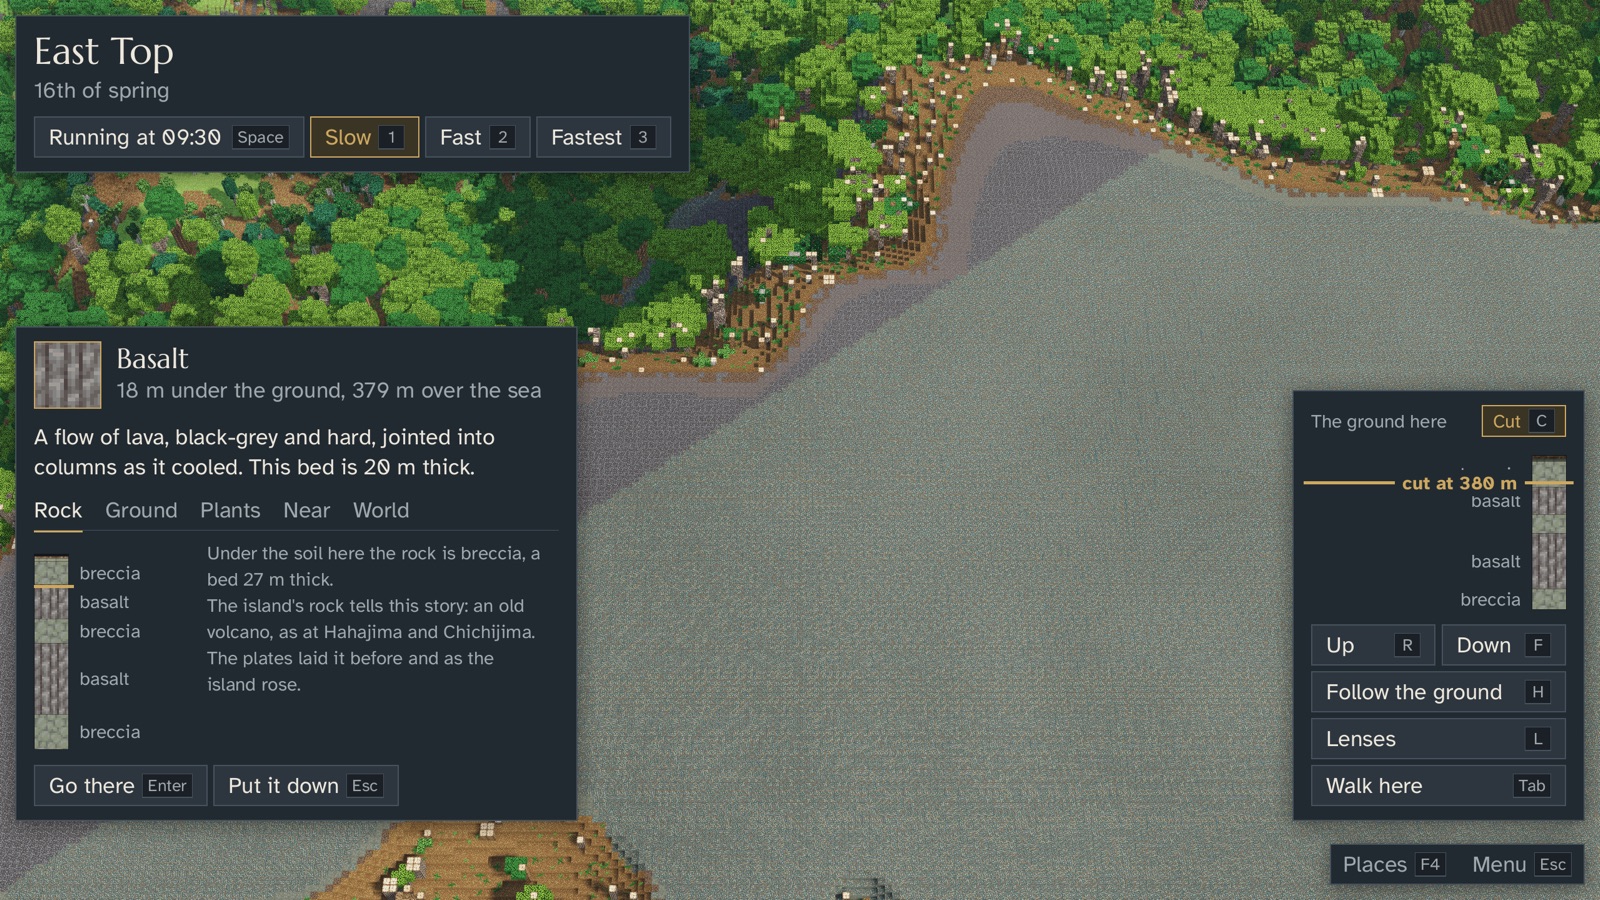 East Top
16th of spring
Running at 09:30 Space
Slow 1
Fast 2
Fastest 3
Basalt
18 m under the ground, 379 m over the sea
A flow of lava, black-grey and hard, jointed into
columns as it cooled. This bed is 20 m thick.
Rock Ground Plants Near World
breccia
basalt
breccia
basalt
breccia
Under the soil here the rock is breccia, a
bed 27 m thick.
The island's rock tells this story: an old
volcano, as at Hahajima and Chichijima.
The plates laid it before and as the
island rose.
Go there Enter
Put it down Esc
The ground here
Cut C
cut at 380 m
basalt
basalt
breccia
Up R
Down F
Follow the ground H
Lenses L
Walk here Tab
Places F4
Menu Esc